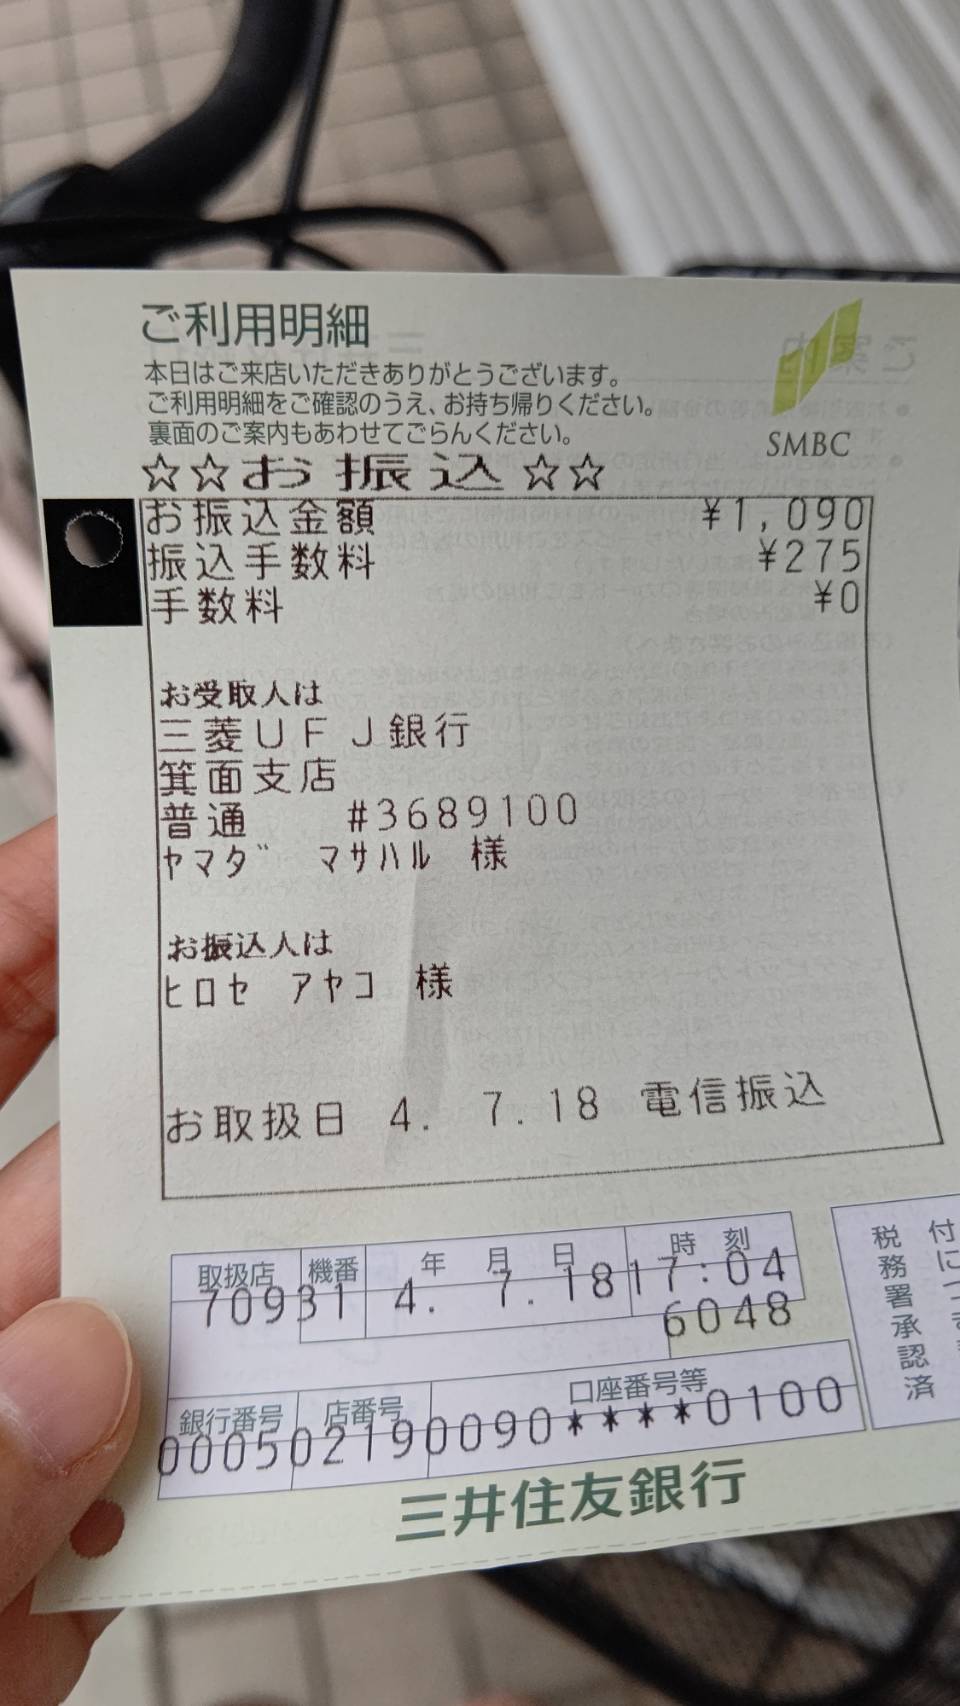 ご利用明細
本日はご来店いただきありがとうございます。
ご利用明細をご確認のうえ、お持ち帰りください。
裏面のご案内もあわせてごらんください。
SMBC
☆☆お振込☆☆
お振込金額 ¥1,090
振込手数料 ¥275
手数料 ¥0
お受取人は
三菱UFJ銀行
箕面支店
普通 #3689100
ヤマダ マサハル 様
お振込人は
ヒロセ アヤコ 様
お取扱日 4. 7.18 電信振込
取扱店 機番 年 月 日 時 刻
70931 4. 7.18 17:04
6048
銀行番号 店番号 口座番号等
0005 0219 0090****0100
三井住友銀行
税務署承認済
付につき